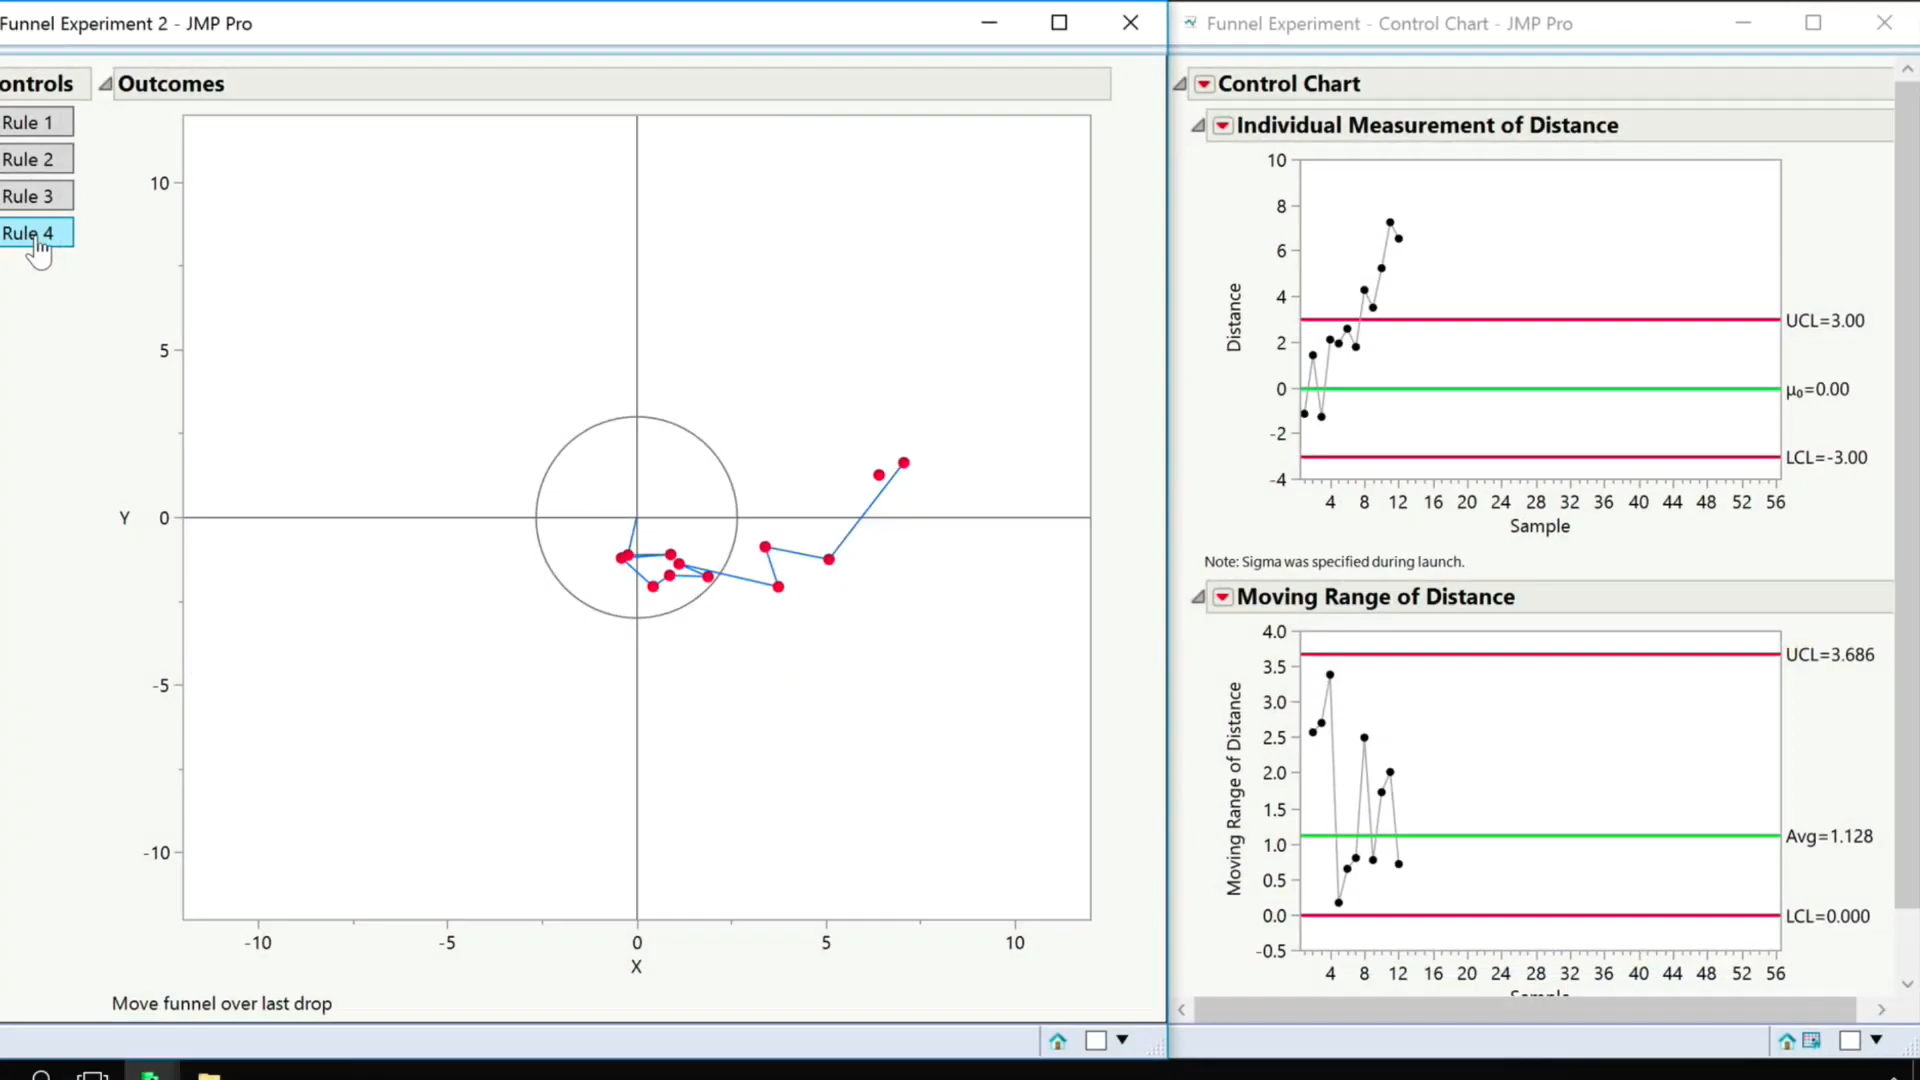 Funnel Experiment 2 - JMP Pro
ontrols
Outcomes
Rule 1
Rule 2
Rule 3
Rule 4
10
5
Y 0
-5
-10
-10 -5 0 5 10
X
Move funnel over last drop
Funnel Experiment - Control Chart - JMP Pro
Control Chart
Individual Measurement of Distance
10
8
6
4
2
0
-2
-4
Distance
UCL=3.00
μ₀=0.00
LCL=-3.00
4 8 12 16 20 24 28 32 36 40 44 48 52 56
Sample
Note: Sigma was specified during launch.
Moving Range of Distance
4.0
3.5
3.0
2.5
2.0
1.5
1.0
0.5
0.0
-0.5
Moving Range of Distance
UCL=3.686
Avg=1.128
LCL=0.000
4 8 12 16 20 24 28 32 36 40 44 48 52 56
Sample